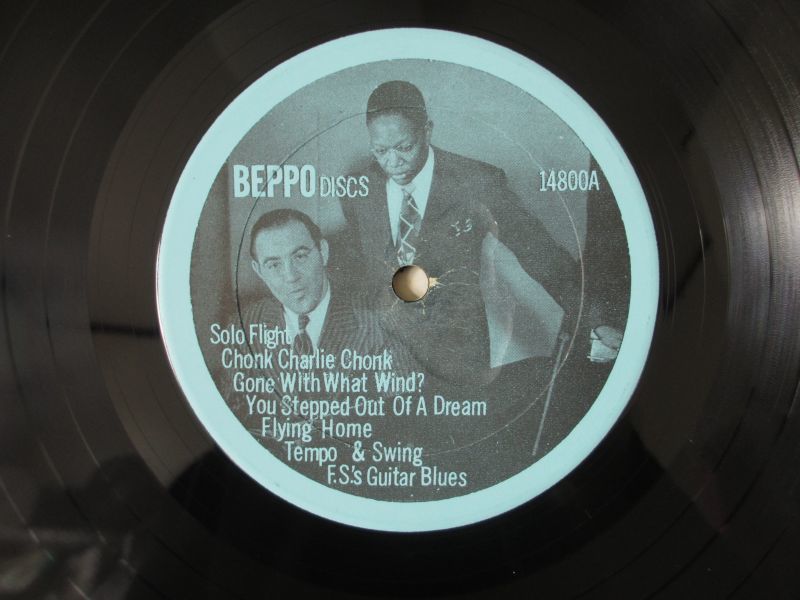 BEPPO DISCS
14800A
Solo Flight
Chonk Charlie Chonk
Gone With What Wind?
You Stepped Out Of A Dream
Flying Home
Tempo & Swing
F.S.'s Guitar Blues